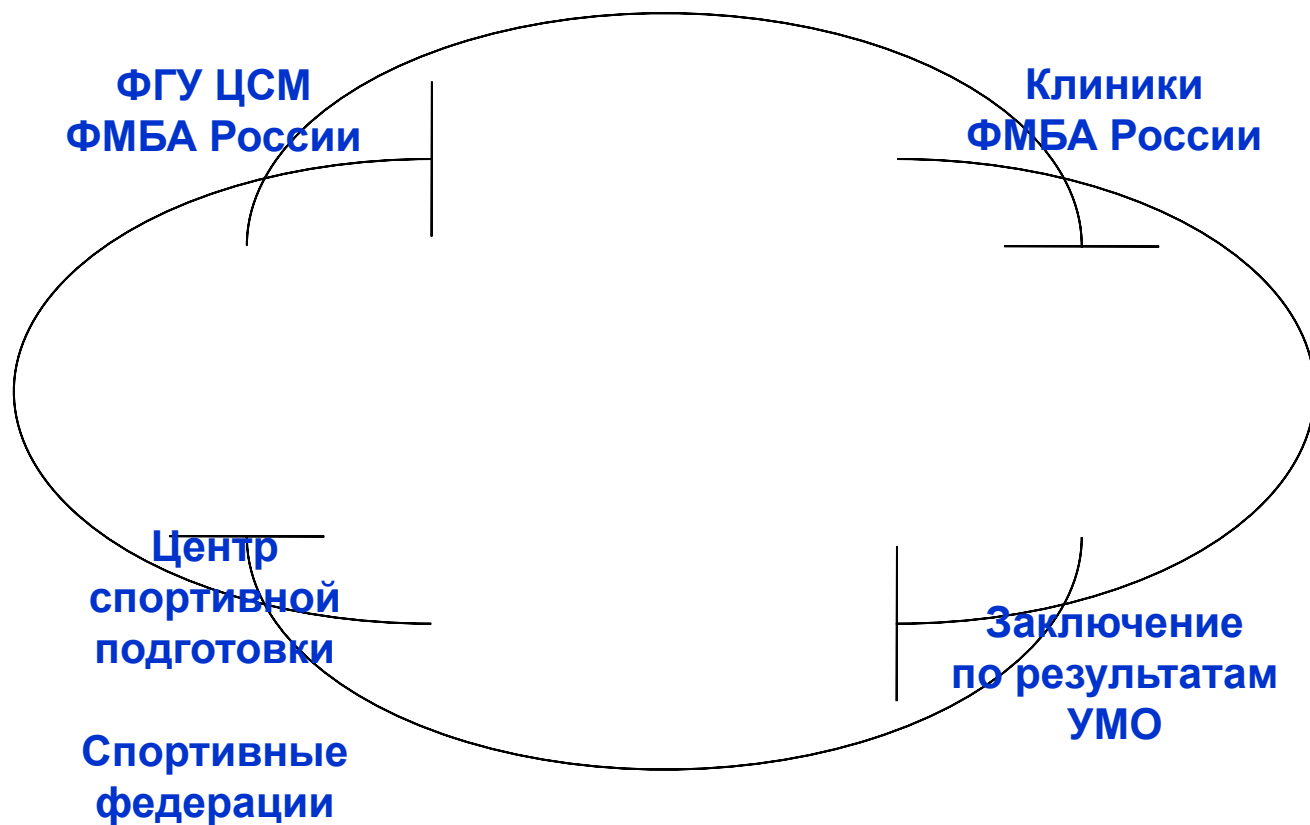 ФГУ ЦСМ
ФМБА России
Клиники
ФМБА России
Центр
спортивной
подготовки
Спортивные
федерации
Заключение
по результатам
УМО